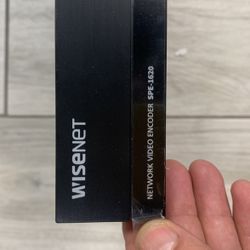 WISENET
NETWORK VIDEO ENCODER SPE-1620